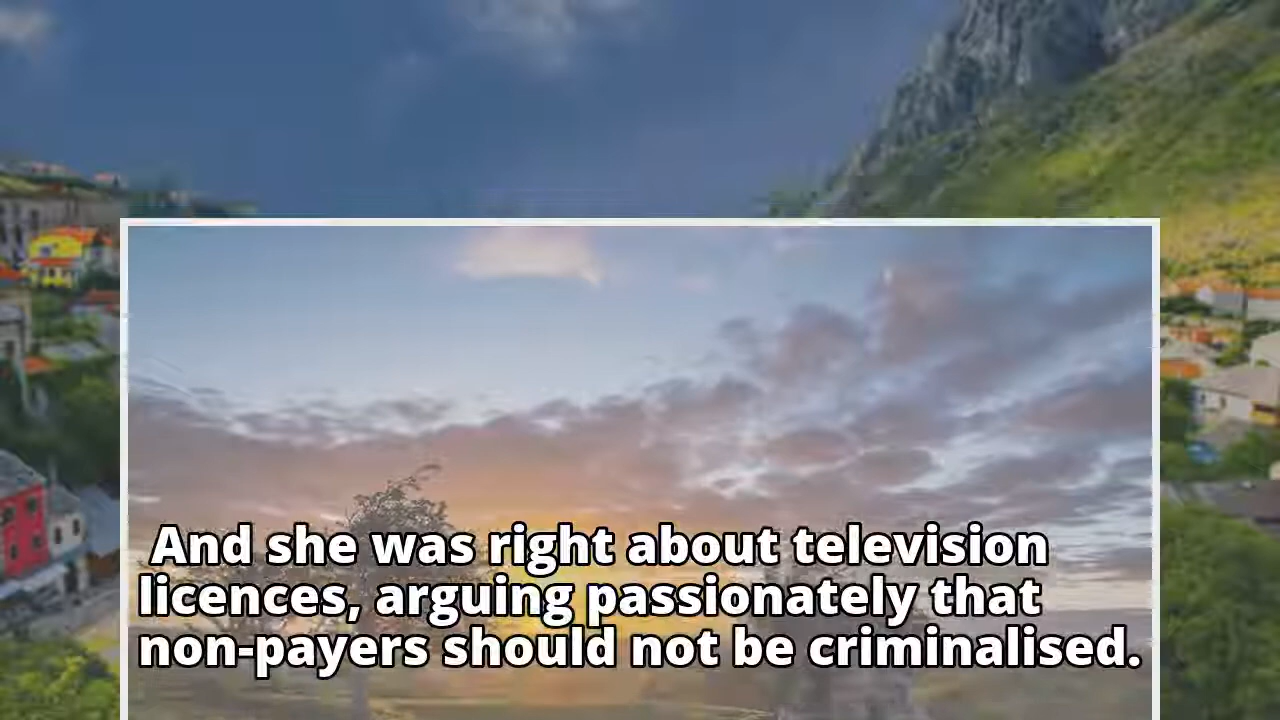 And she was right about television
licences, arguing passionately that
non-payers should not be criminalised.